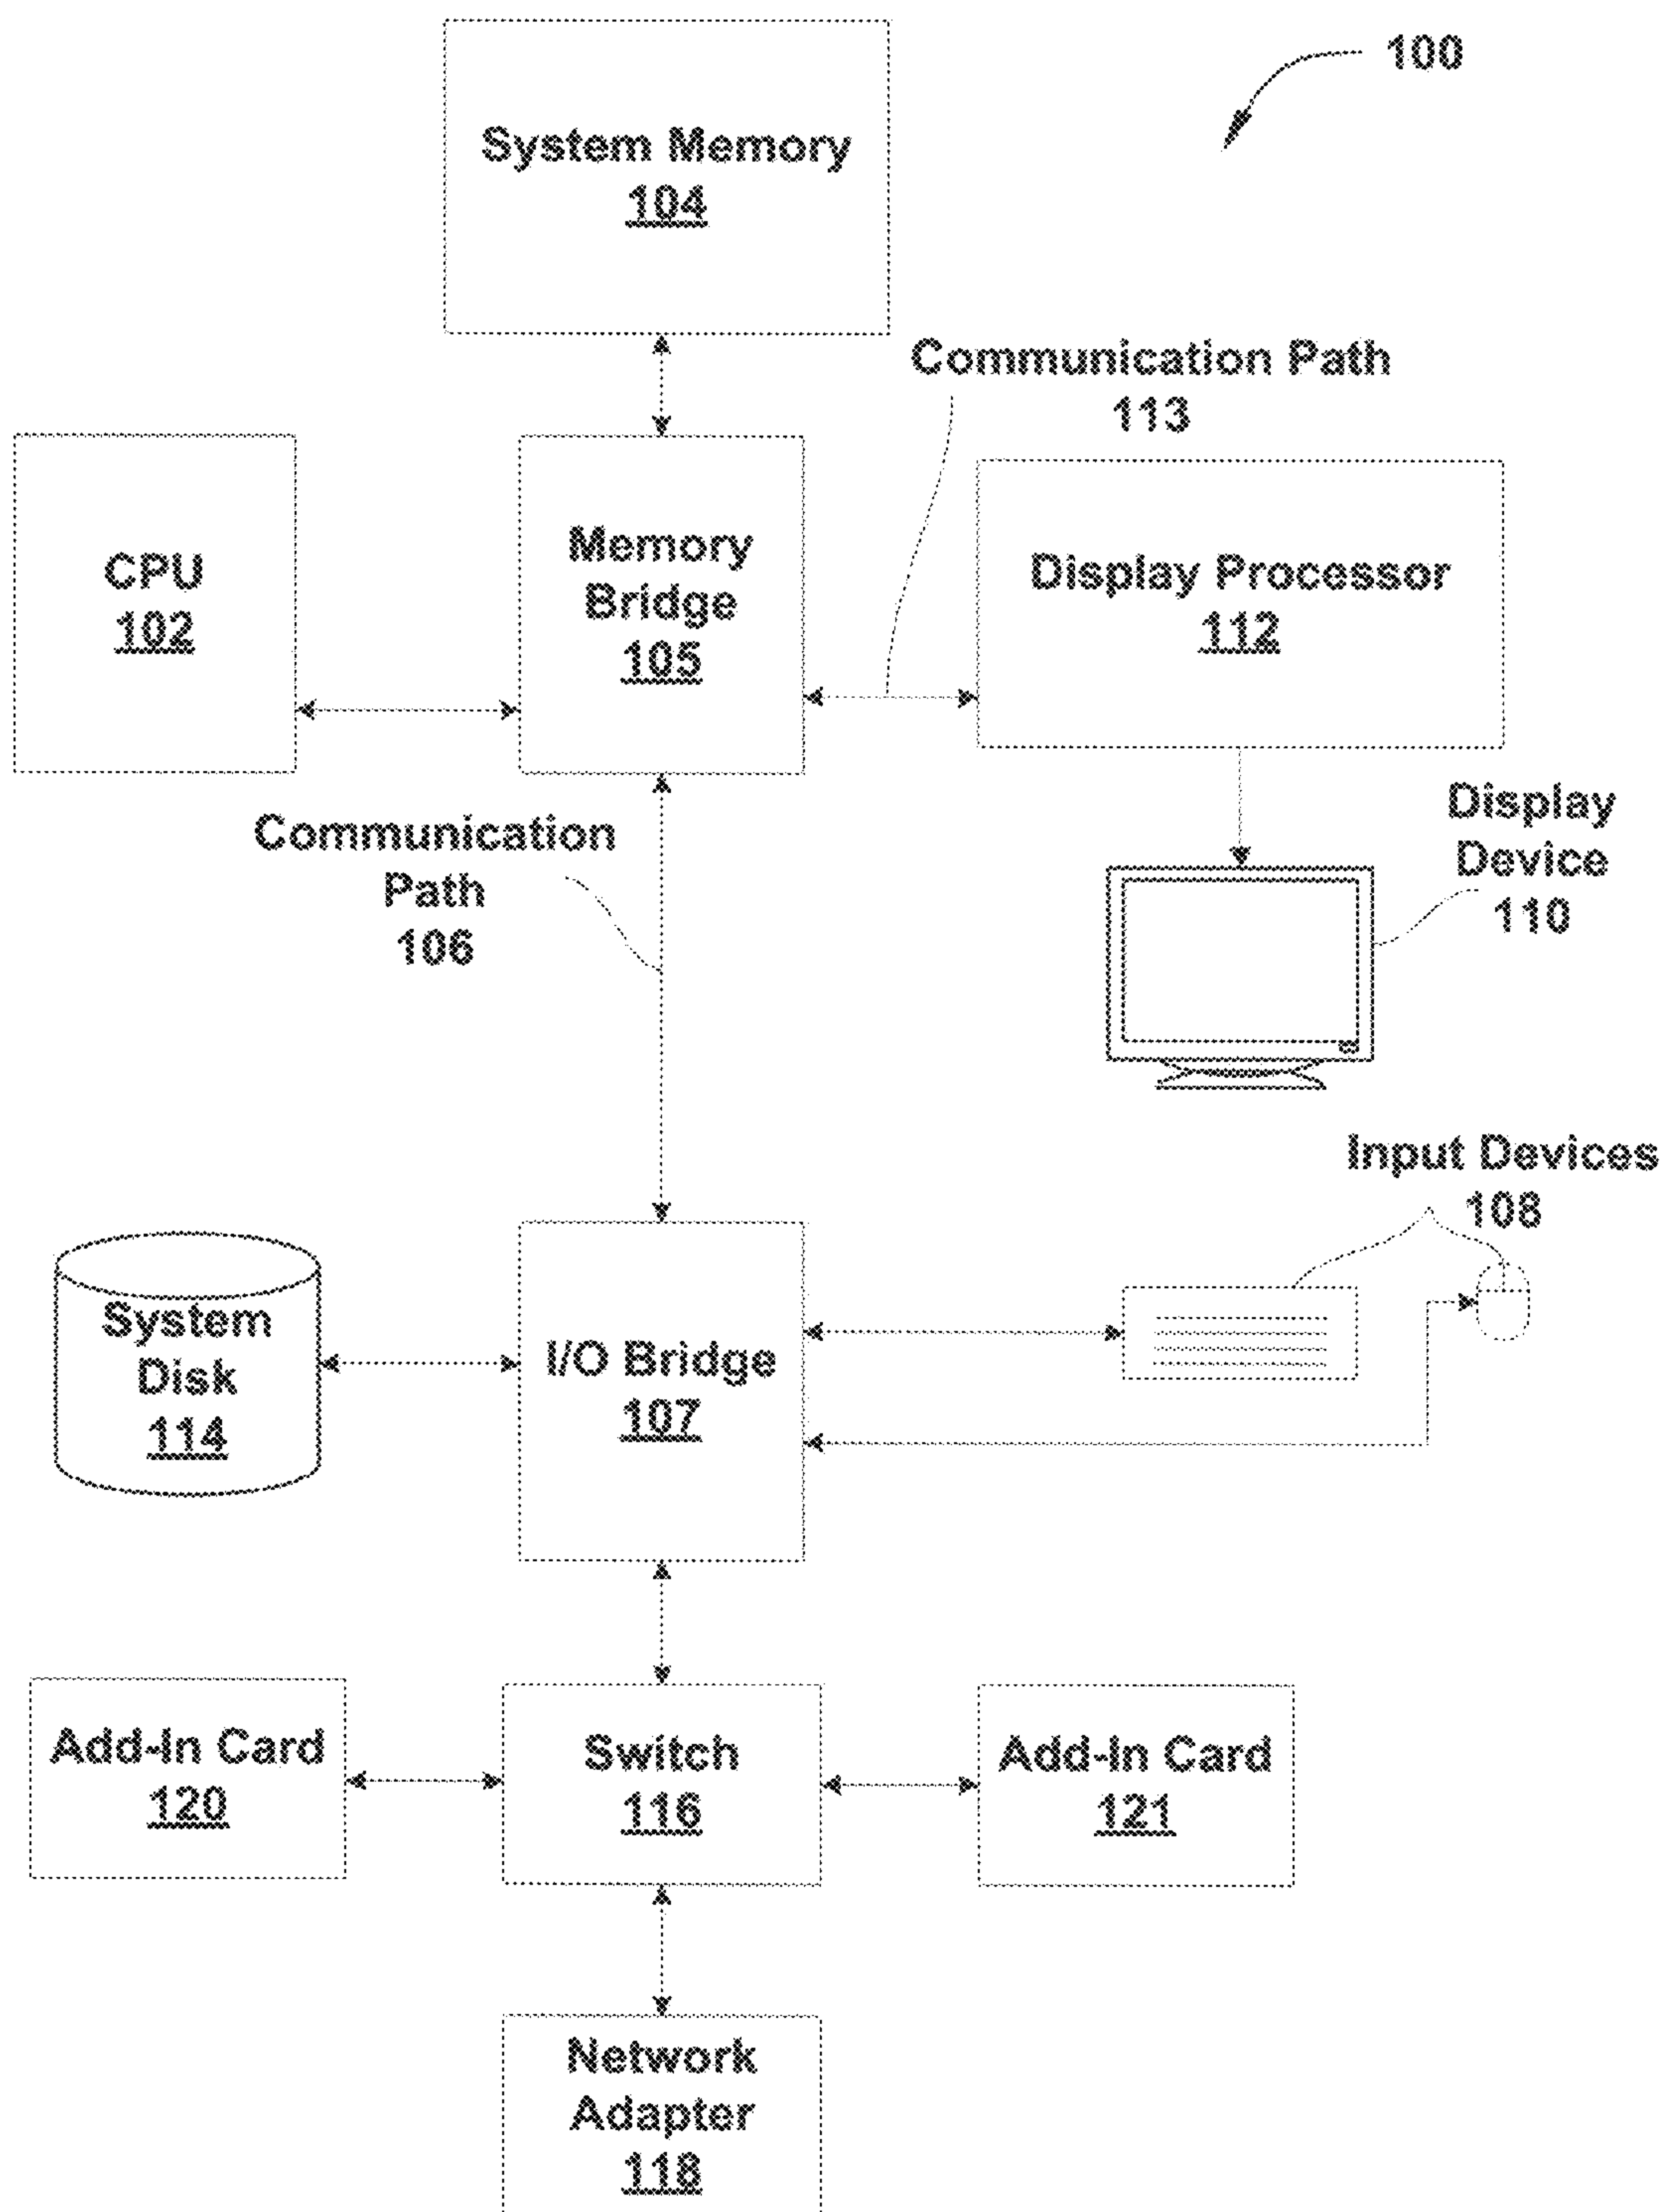 100
System Memory
104
Communication Path
113
CPU
102
Memory
Bridge
105
Display Processor
112
Communication
Path
106
Display
Device
110
Input Devices
108
System
Disk
114
I/O Bridge
107
Add-In Card
120
Switch
116
Add-In Card
121
Network
Adapter
118